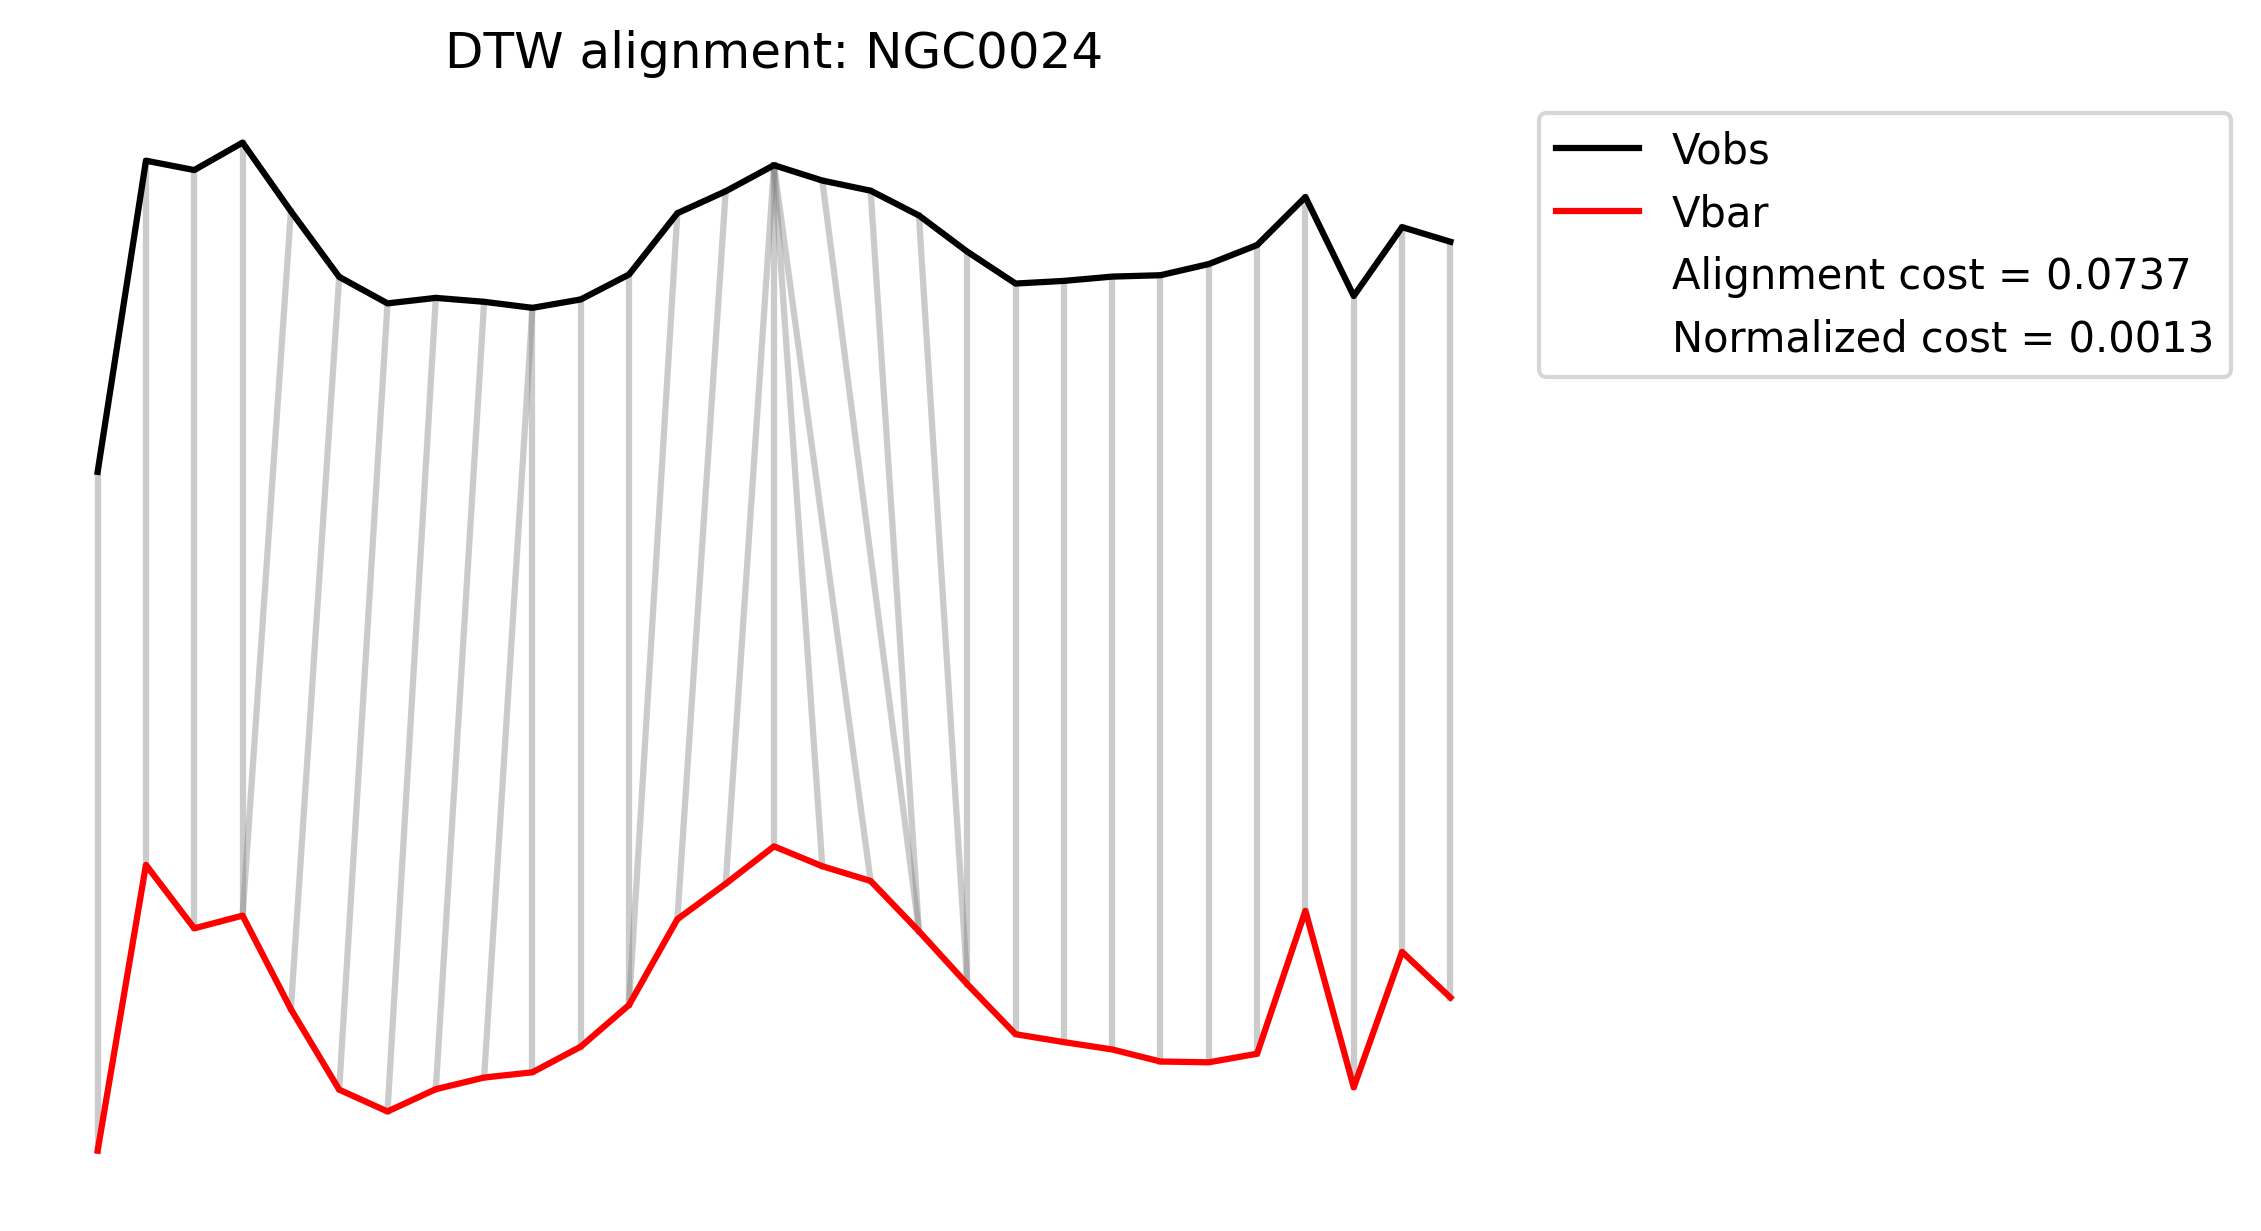 DTW alignment: NGC0024
Vobs
Vbar
Alignment cost = 0.0737
Normalized cost = 0.0013